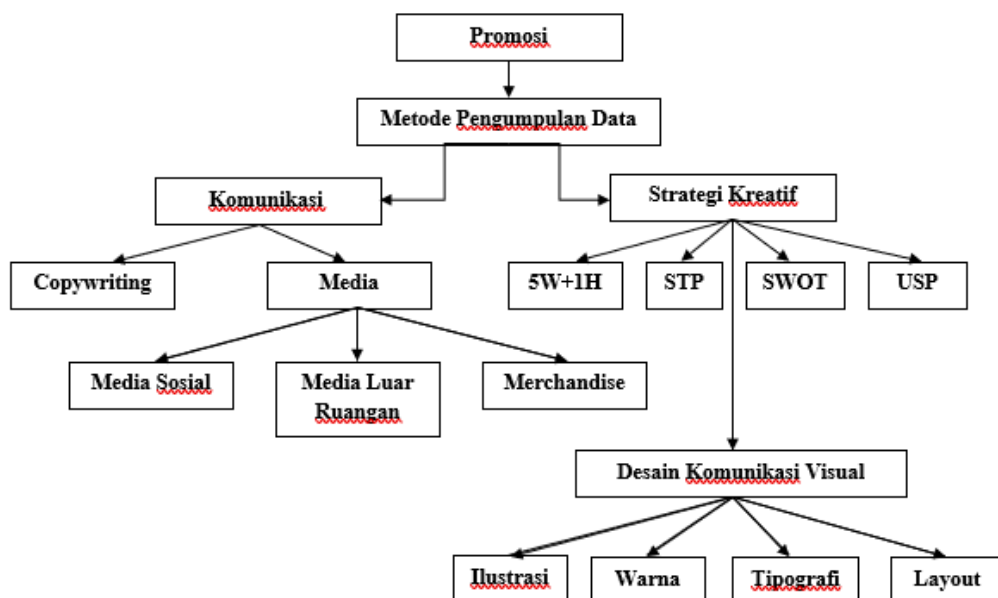 Promosi
Metode Pengumpulan Data
Komunikasi
Strategi Kreatif
Copywriting
Media
5W+1H
STP
SWOT
USP
Media Sosial
Media Luar
Ruangan
Merchandise
Desain Komunikasi Visual
Ilustrasi
Warna
Tipografi
Layout